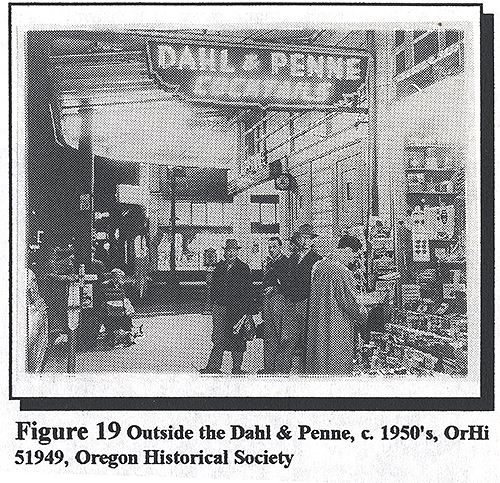 DAHL & PENNE
Figure 19 Outside the Dahl & Penne, c. 1950's, OrHi
51949, Oregon Historical Society